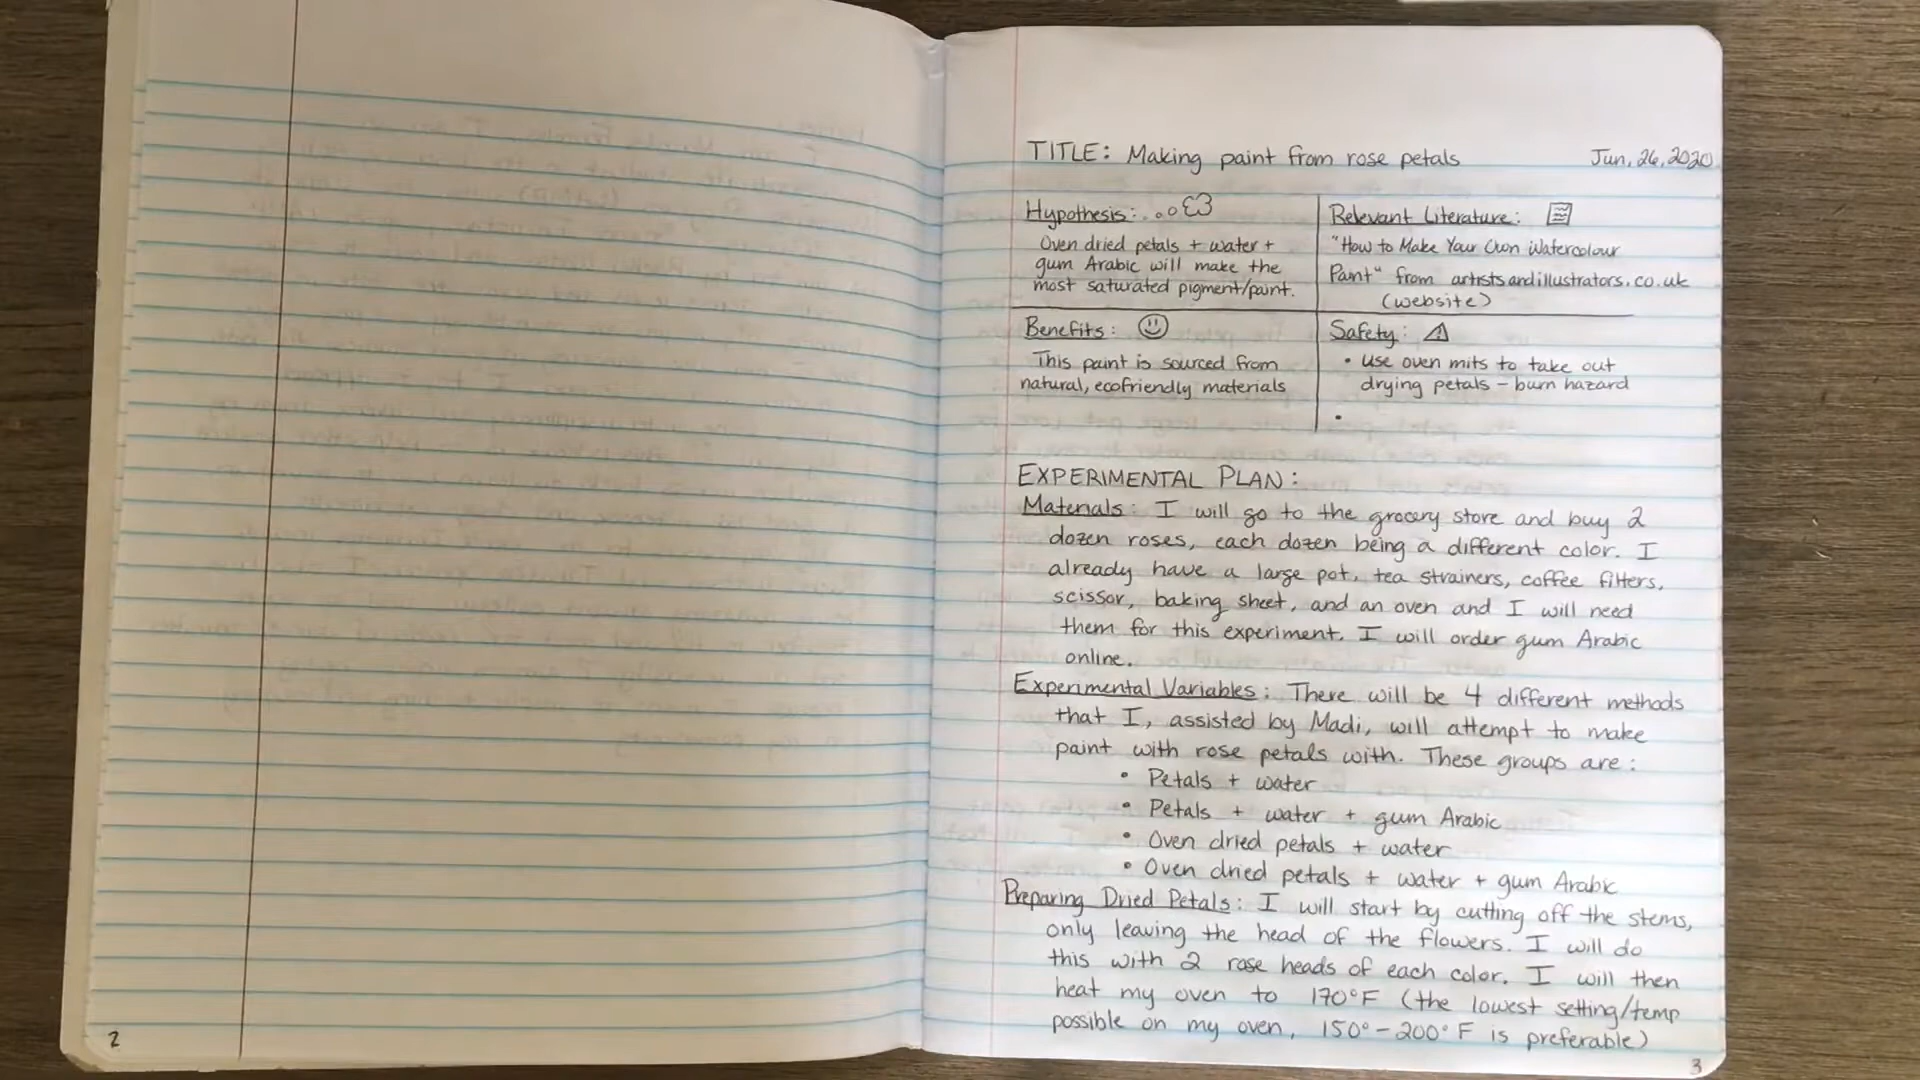 TITLE: Making paint from rose petals Jun, 26, 2020
Hypothesis:
Oven dried petals + water +
gum Arabic will make the
most saturated pigment/paint.
Relevant Literature:
"How to Make Your Own Watercolour
Paint" from artistsandillustrators.co.uk
(website)
Benefits:
This paint is sourced from
natural, ecofriendly materials
Safety:
• use oven mits to take out
drying petals - burn hazard
•
EXPERIMENTAL PLAN:
Materials: I will go to the grocery store and buy 2
dozen roses, each dozen being a different color. I
already have a large pot, tea strainers, coffee filters,
scissor, baking sheet, and an oven and I will need
them for this experiment. I will order gum Arabic
online.
Experimental Variables: There will be 4 different methods
that I, assisted by Madi, will attempt to make
paint with rose petals with. These groups are:
• Petals + water
• Petals + water + gum Arabic
• Oven dried petals + water
• Oven dried petals + water + gum Arabic
Preparing Dried Petals: I will start by cutting off the stems,
only leaving the head of the flowers. I will do
this with 2 rose heads of each color. I will then
heat my oven to 170°F (the lowest setting/temp
possible on my oven, 150°-200°F is preferable)
2
3